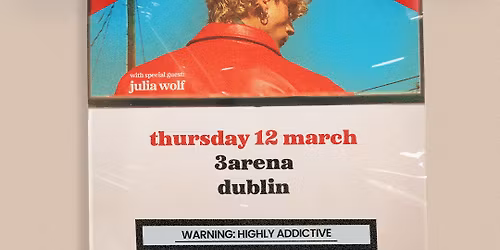 with special guest:
julia wolf
thursday 12 march
3arena
dublin
WARNING: HIGHLY ADDICTIVE